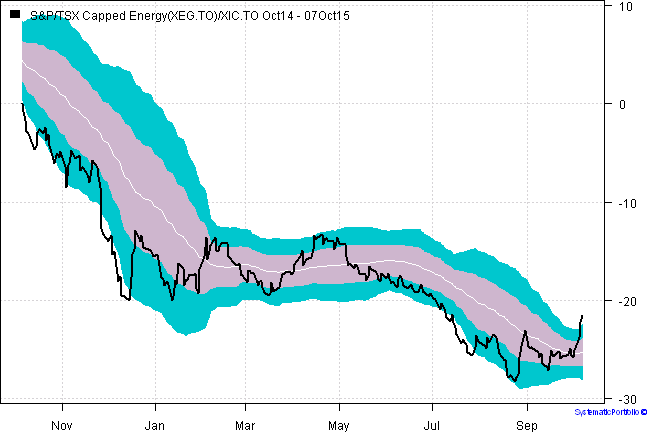 S&P/TSX Capped Energy(XEG.TO)/XIC.TO Oct14 - 07Oct15
10
0
-10
-20
-30
Nov Jan Mar May Jul Sep
SystematicPortfolio ©